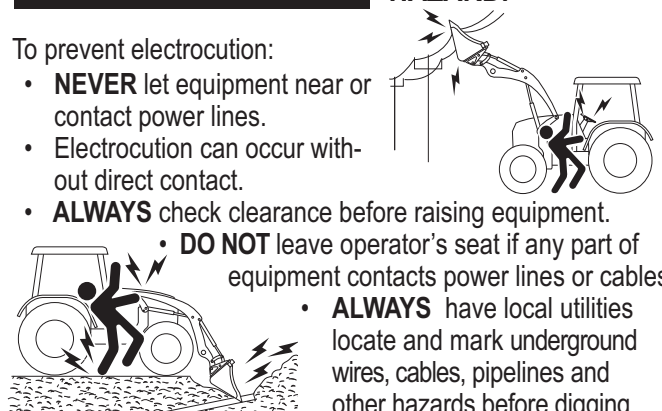 HAZARD!
To prevent electrocution:
• NEVER let equipment near or
contact power lines.
• Electrocution can occur with-
out direct contact.
• ALWAYS check clearance before raising equipment.
• DO NOT leave operator's seat if any part of
equipment contacts power lines or cables
• ALWAYS have local utilities
locate and mark underground
wires, cables, pipelines and
other hazards before digging